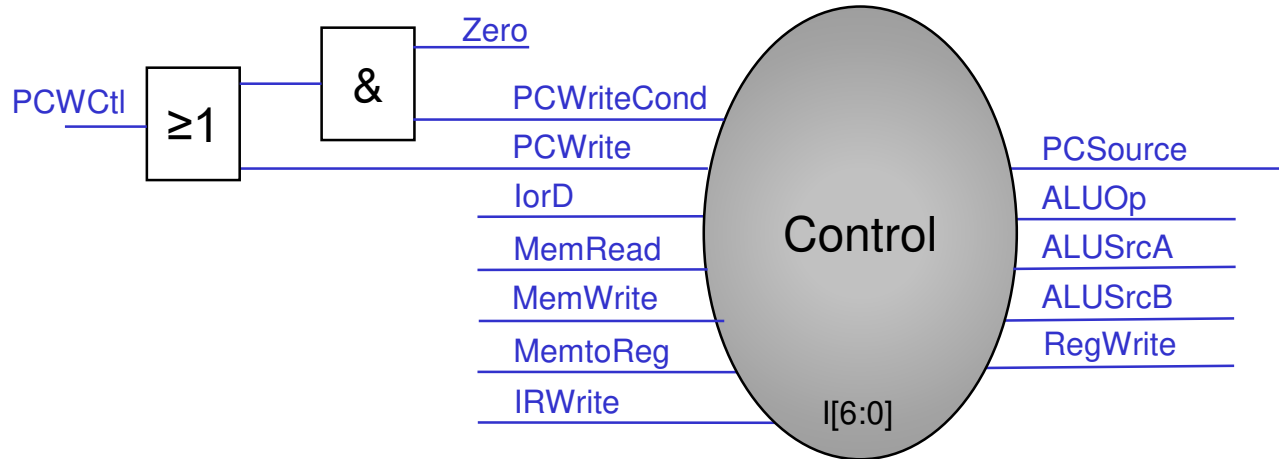 Zero
&
PCWCtl
≥1
PCWriteCond
PCWrite
IorD
MemRead
MemWrite
MemtoReg
IRWrite
Control
I[6:0]
PCSource
ALUOp
ALUSrcA
ALUSrcB
RegWrite